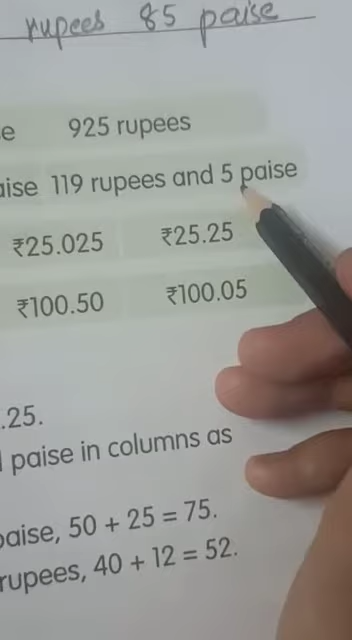 rupees 85 paise
e 925 rupees
aise 119 rupees and 5 paise
₹25.025 ₹25.25
₹100.50 ₹100.05
.25.
paise in columns as
paise, 50 + 25 = 75.
rupees, 40 + 12 = 52.